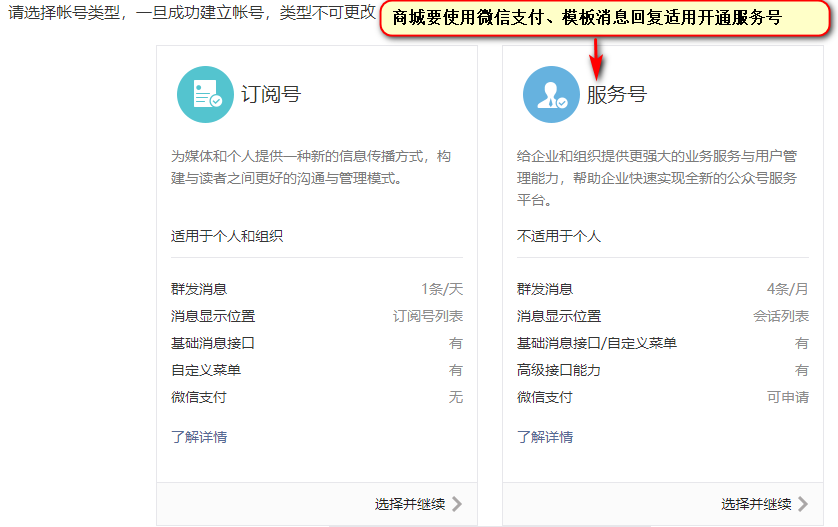 请选择帐号类型，一旦成功建立帐号，类型不可更改
商城要使用微信支付、模板消息回复适用开通服务号
订阅号
为媒体和个人提供一种新的信息传播方式，构
建与读者之间更好的沟通与管理模式。
适用于个人和组织
群发消息 1条/天
消息显示位置 订阅号列表
基础消息接口 有
自定义菜单 有
微信支付 无
了解详情
选择并继续
服务号
给企业和组织提供更强大的业务服务与用户管
理能力，帮助企业快速实现全新的公众号服务
平台。
不适用于个人
群发消息 4条/月
消息显示位置 会话列表
基础消息接口/自定义菜单 有
高级接口能力 有
微信支付 可申请
了解详情
选择并继续